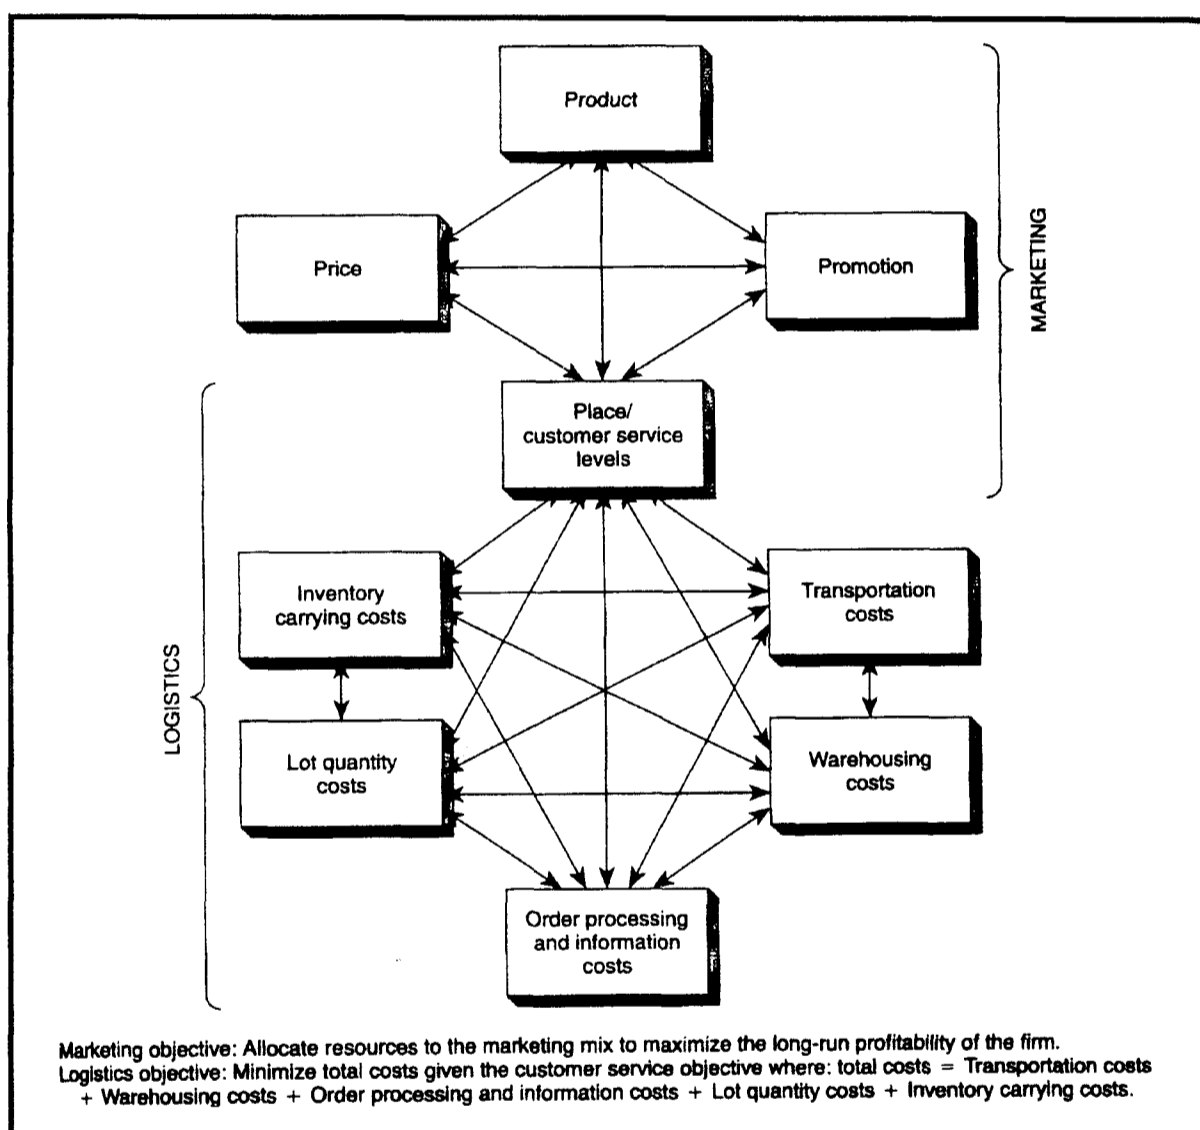 Product
Price
Promotion
MARKETING
Place/
customer service
levels
Inventory
carrying costs
Transportation
costs
LOGISTICS
Lot quantity
costs
Warehousing
costs
Order processing
and information
costs
Marketing objective: Allocate resources to the marketing mix to maximize the long-run profitability of the firm.
Logistics objective: Minimize total costs given the customer service objective where: total costs = Transportation costs
+ Warehousing costs + Order processing and information costs + Lot quantity costs + Inventory carrying costs.